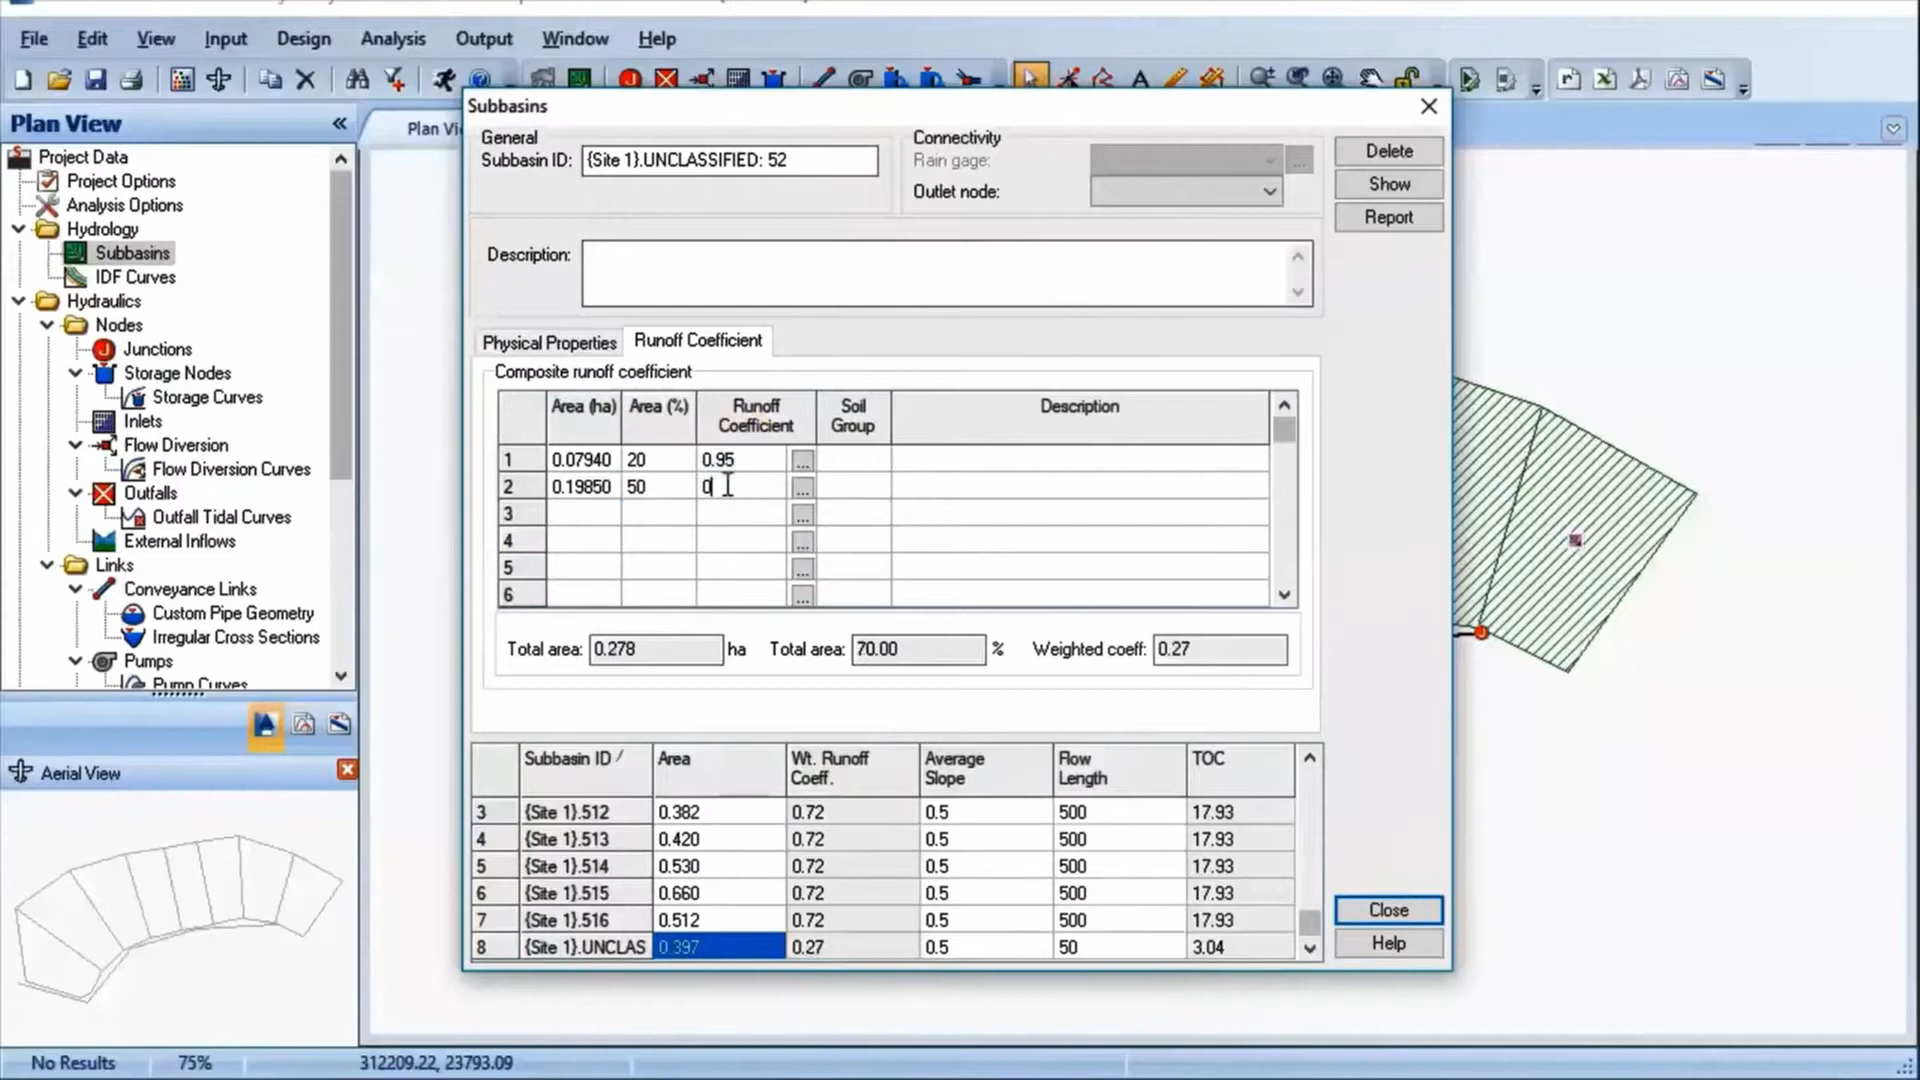 File Edit View Input Design Analysis Output Window Help
Plan View
Project Data
Project Options
Analysis Options
Hydrology
Subbasins
IDF Curves
Hydraulics
Nodes
Junctions
Storage Nodes
Storage Curves
Inlets
Flow Diversion
Flow Diversion Curves
Outfalls
Outfall Tidal Curves
External Inflows
Links
Conveyance Links
Custom Pipe Geometry
Irregular Cross Sections
Pumps
Pump Curves
Aerial View
Plan Vi
Subbasins
General
Subbasin ID: {Site 1}.UNCLASSIFIED: 52
Connectivity
Rain gage: ...
Outlet node:
Delete
Show
Report
Description:
Physical Properties Runoff Coefficient
Composite runoff coefficient
Area (ha) Area (%) Runoff Coefficient Soil Group Description
1 0.07940 20 0.95 ...
2 0.19850 50 0 ...
3 ...
4 ...
5 ...
6 ...
Total area: 0.278 ha Total area: 70.00 % Weighted coeff: 0.27
Subbasin ID / Area Wt. Runoff Coeff. Average Slope Flow Length TOC
3 {Site 1}.512 0.382 0.72 0.5 500 17.93
4 {Site 1}.513 0.420 0.72 0.5 500 17.93
5 {Site 1}.514 0.530 0.72 0.5 500 17.93
6 {Site 1}.515 0.660 0.72 0.5 500 17.93
7 {Site 1}.516 0.512 0.72 0.5 500 17.93
8 {Site 1}.UNCLAS 0.397 0.27 0.5 50 3.04
Close
Help
No Results 75% 312209.22, 23793.09